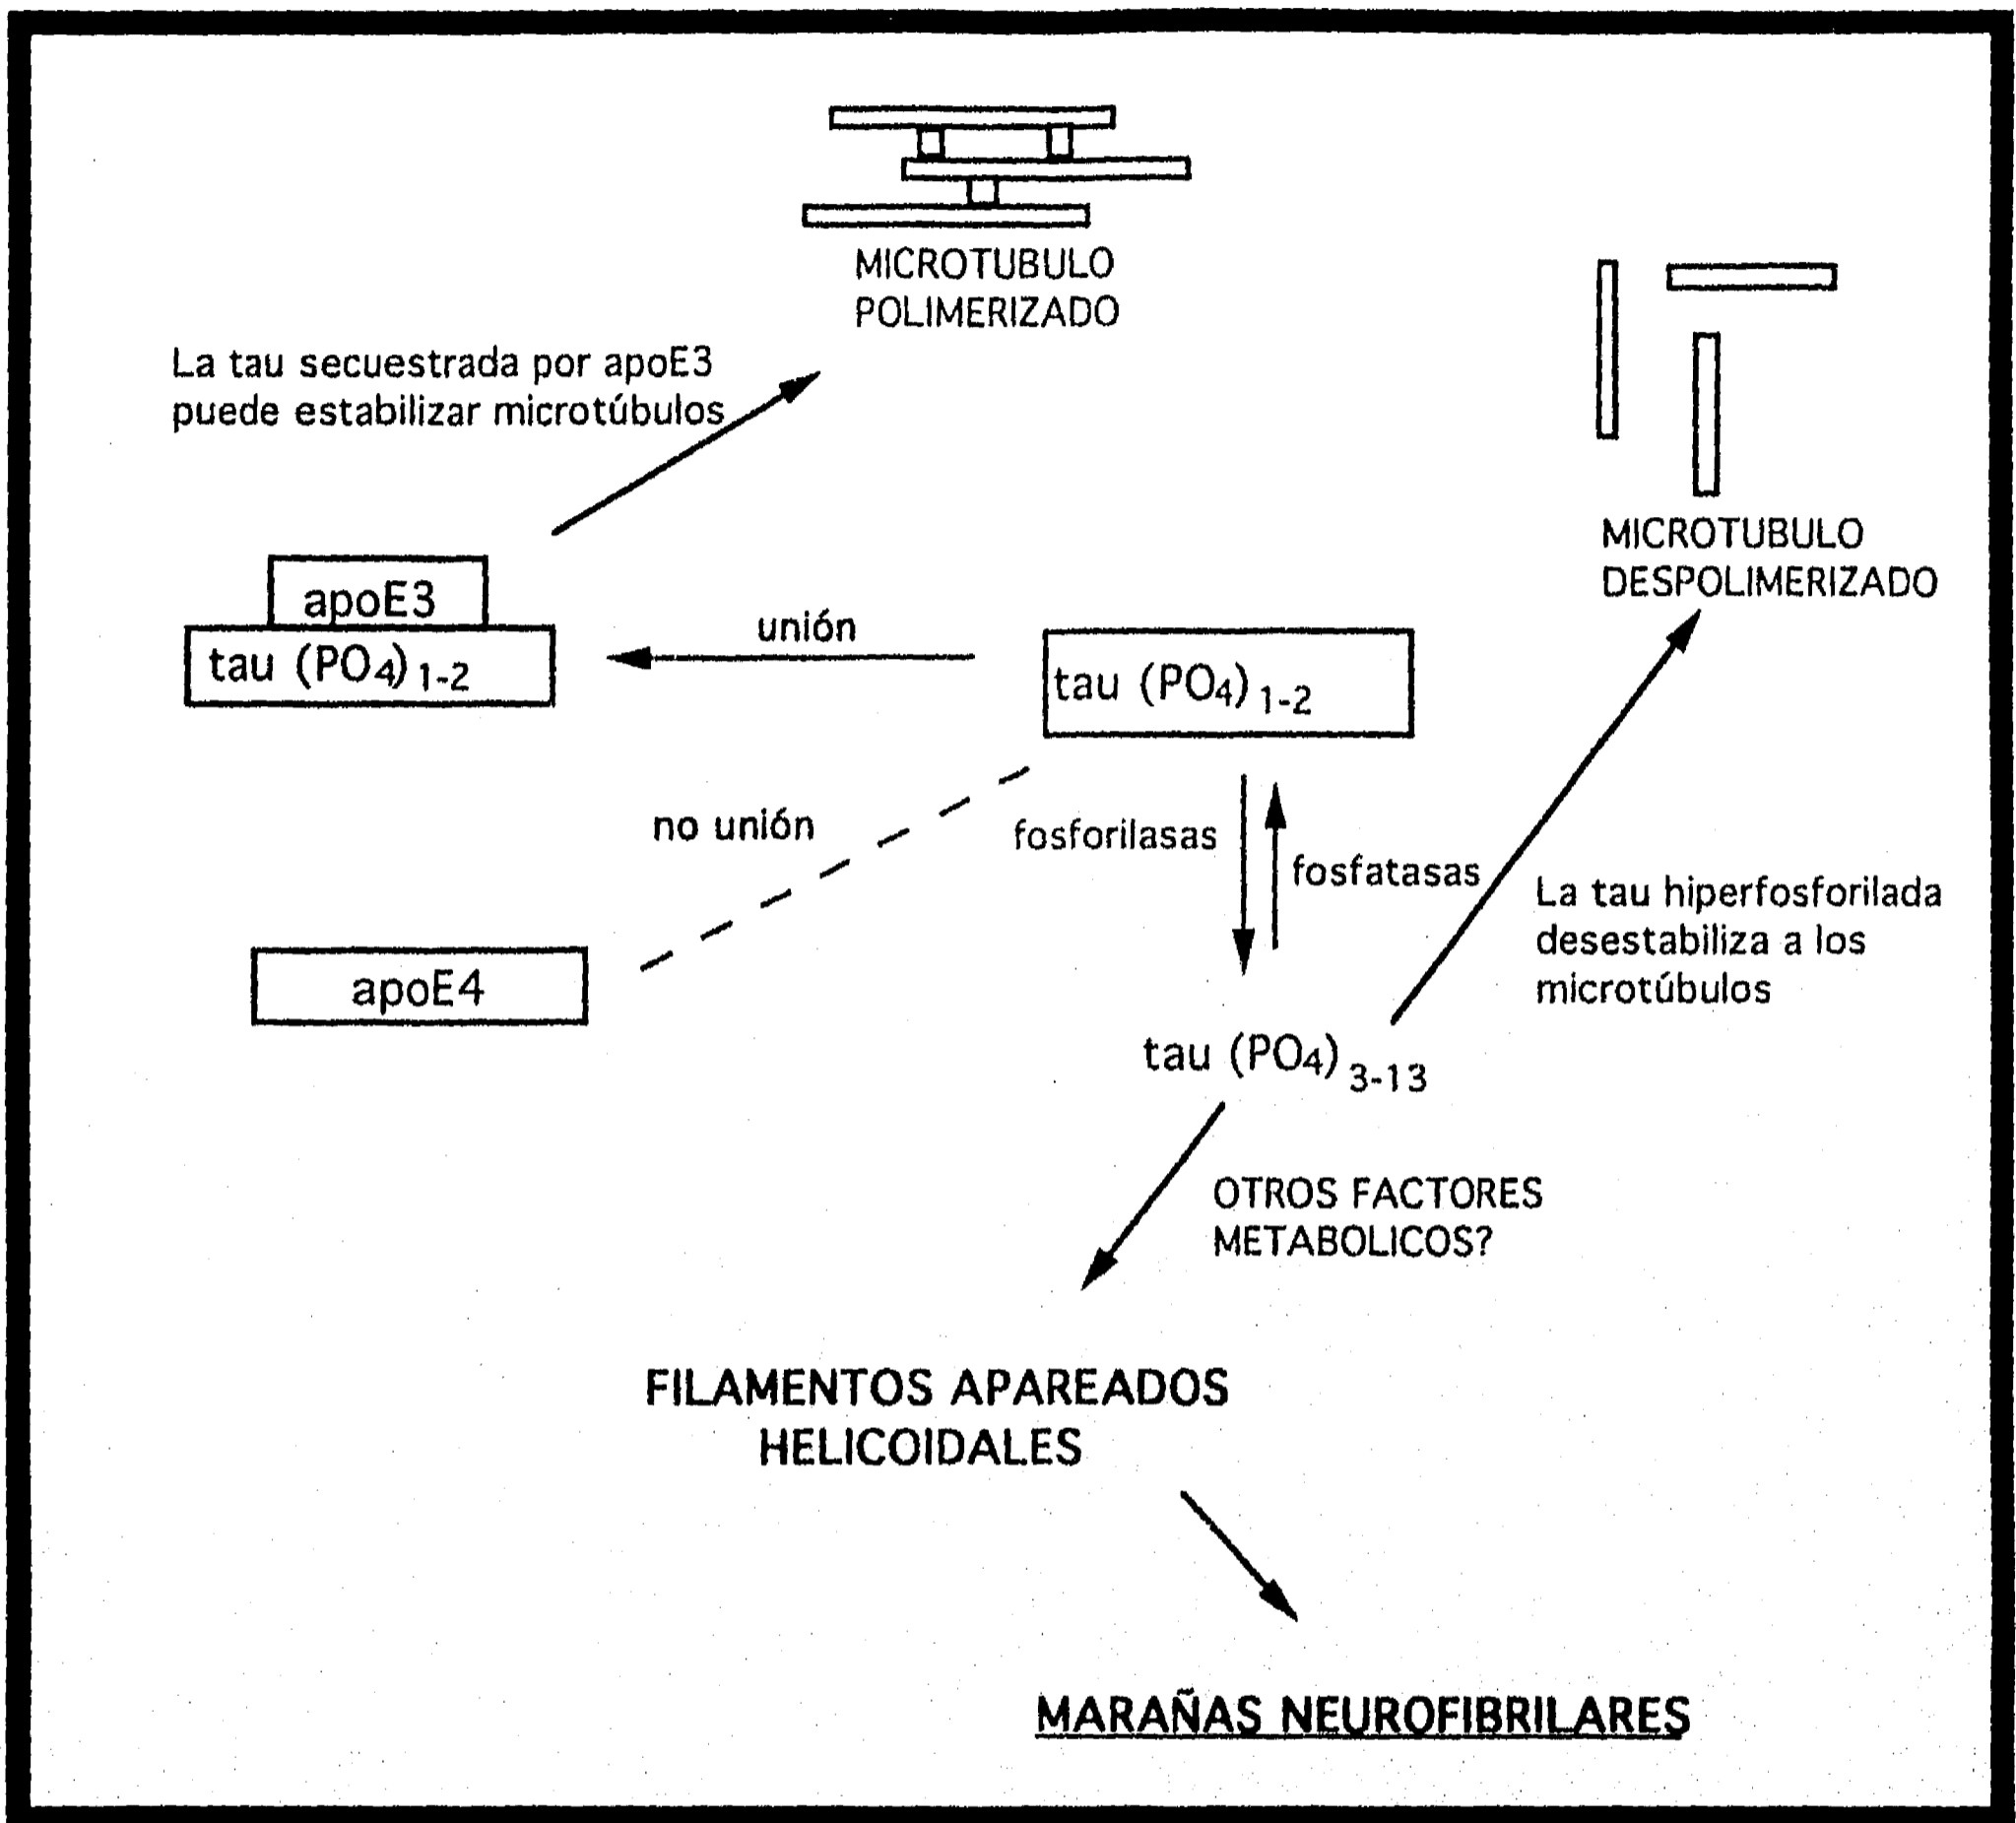 MICROTUBULO
POLIMERIZADO
La tau secuestrada por apoE3
puede estabilizar microtúbulos
MICROTUBULO
DESPOLIMERIZADO
apoE3
tau (PO4) 1-2
unión
tau (PO4) 1-2
no unión
fosforilasas
fosfatasas
La tau hiperfosforilada
desestabiliza a los
microtúbulos
apoE4
tau (PO4) 3-13
OTROS FACTORES
METABOLICOS?
FILAMENTOS APAREADOS
HELICOIDALES
MARAÑAS NEUROFIBRILARES